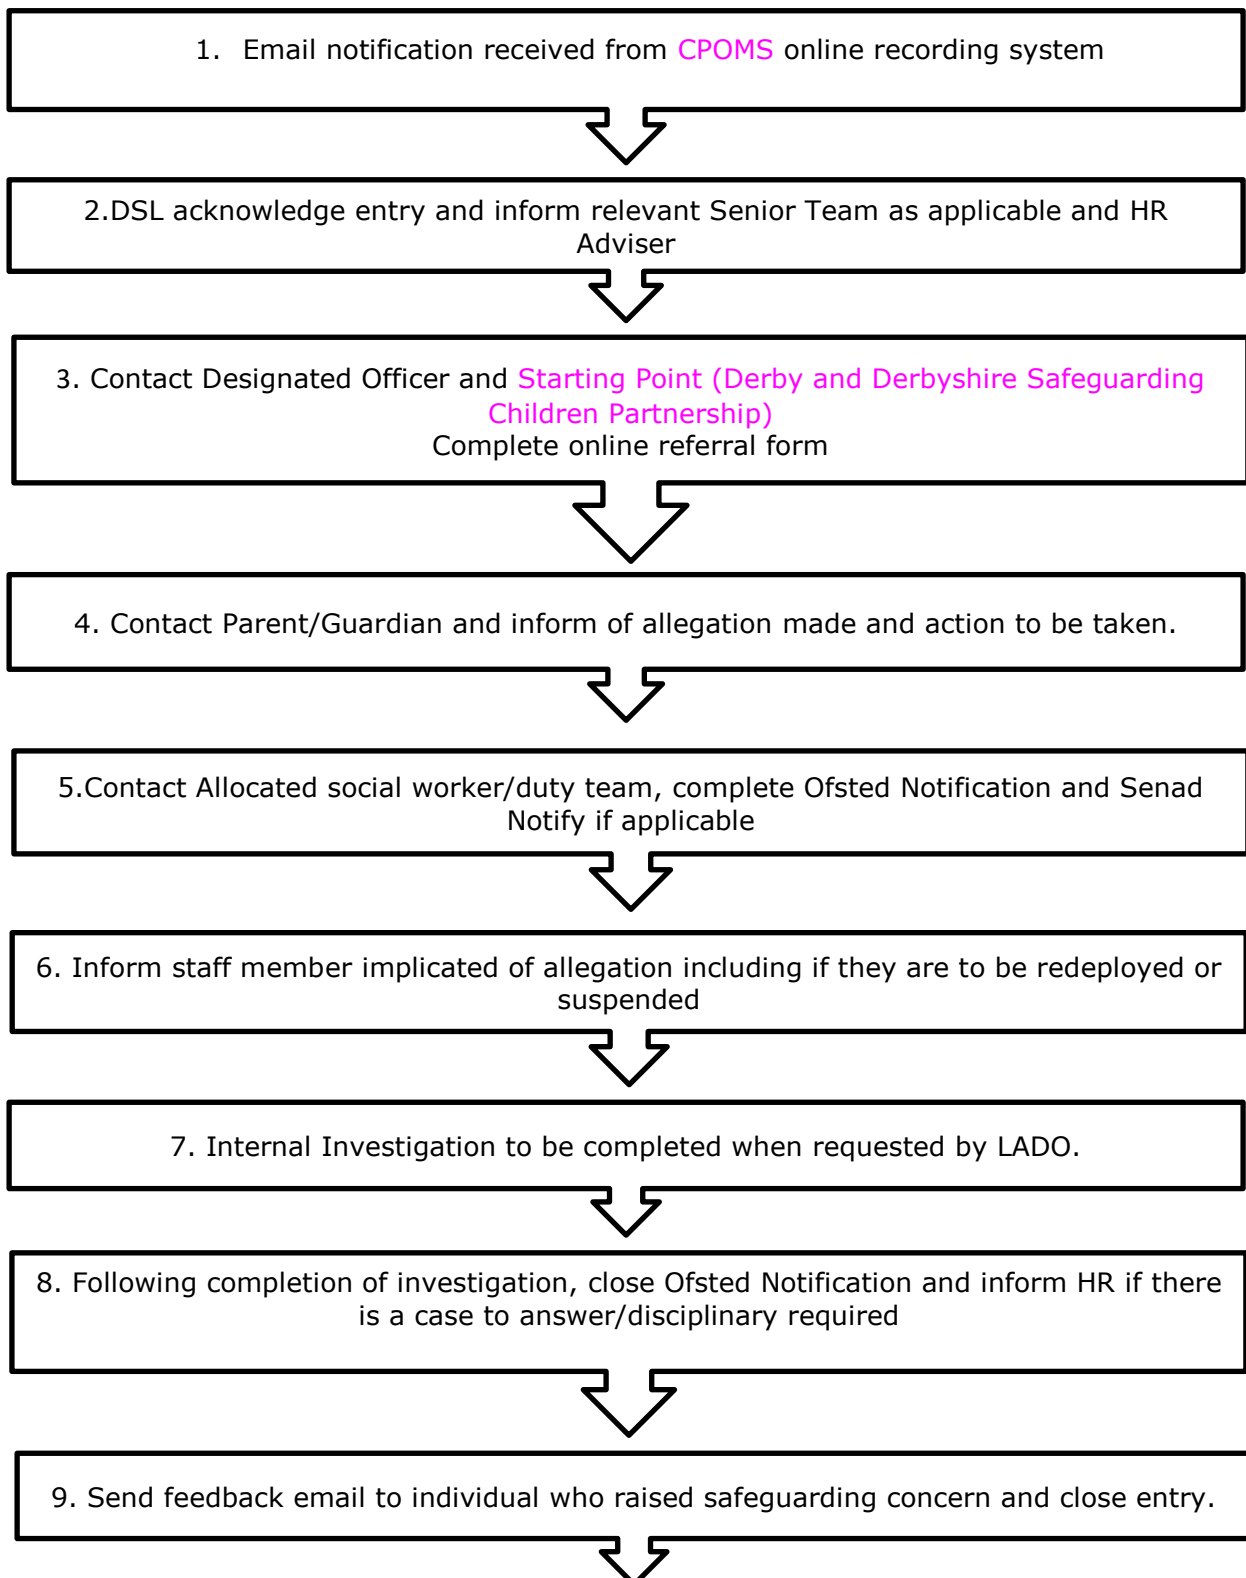 1. Email notification received from CPOMS online recording system
2.DSL acknowledge entry and inform relevant Senior Team as applicable and HR
Adviser
3. Contact Designated Officer and Starting Point (Derby and Derbyshire Safeguarding
Children Partnership)
Complete online referral form
4. Contact Parent/Guardian and inform of allegation made and action to be taken.
5.Contact Allocated social worker/duty team, complete Ofsted Notification and Senad
Notify if applicable
6. Inform staff member implicated of allegation including if they are to be redeployed or
suspended
7. Internal Investigation to be completed when requested by LADO.
8. Following completion of investigation, close Ofsted Notification and inform HR if there
is a case to answer/disciplinary required
9. Send feedback email to individual who raised safeguarding concern and close entry.